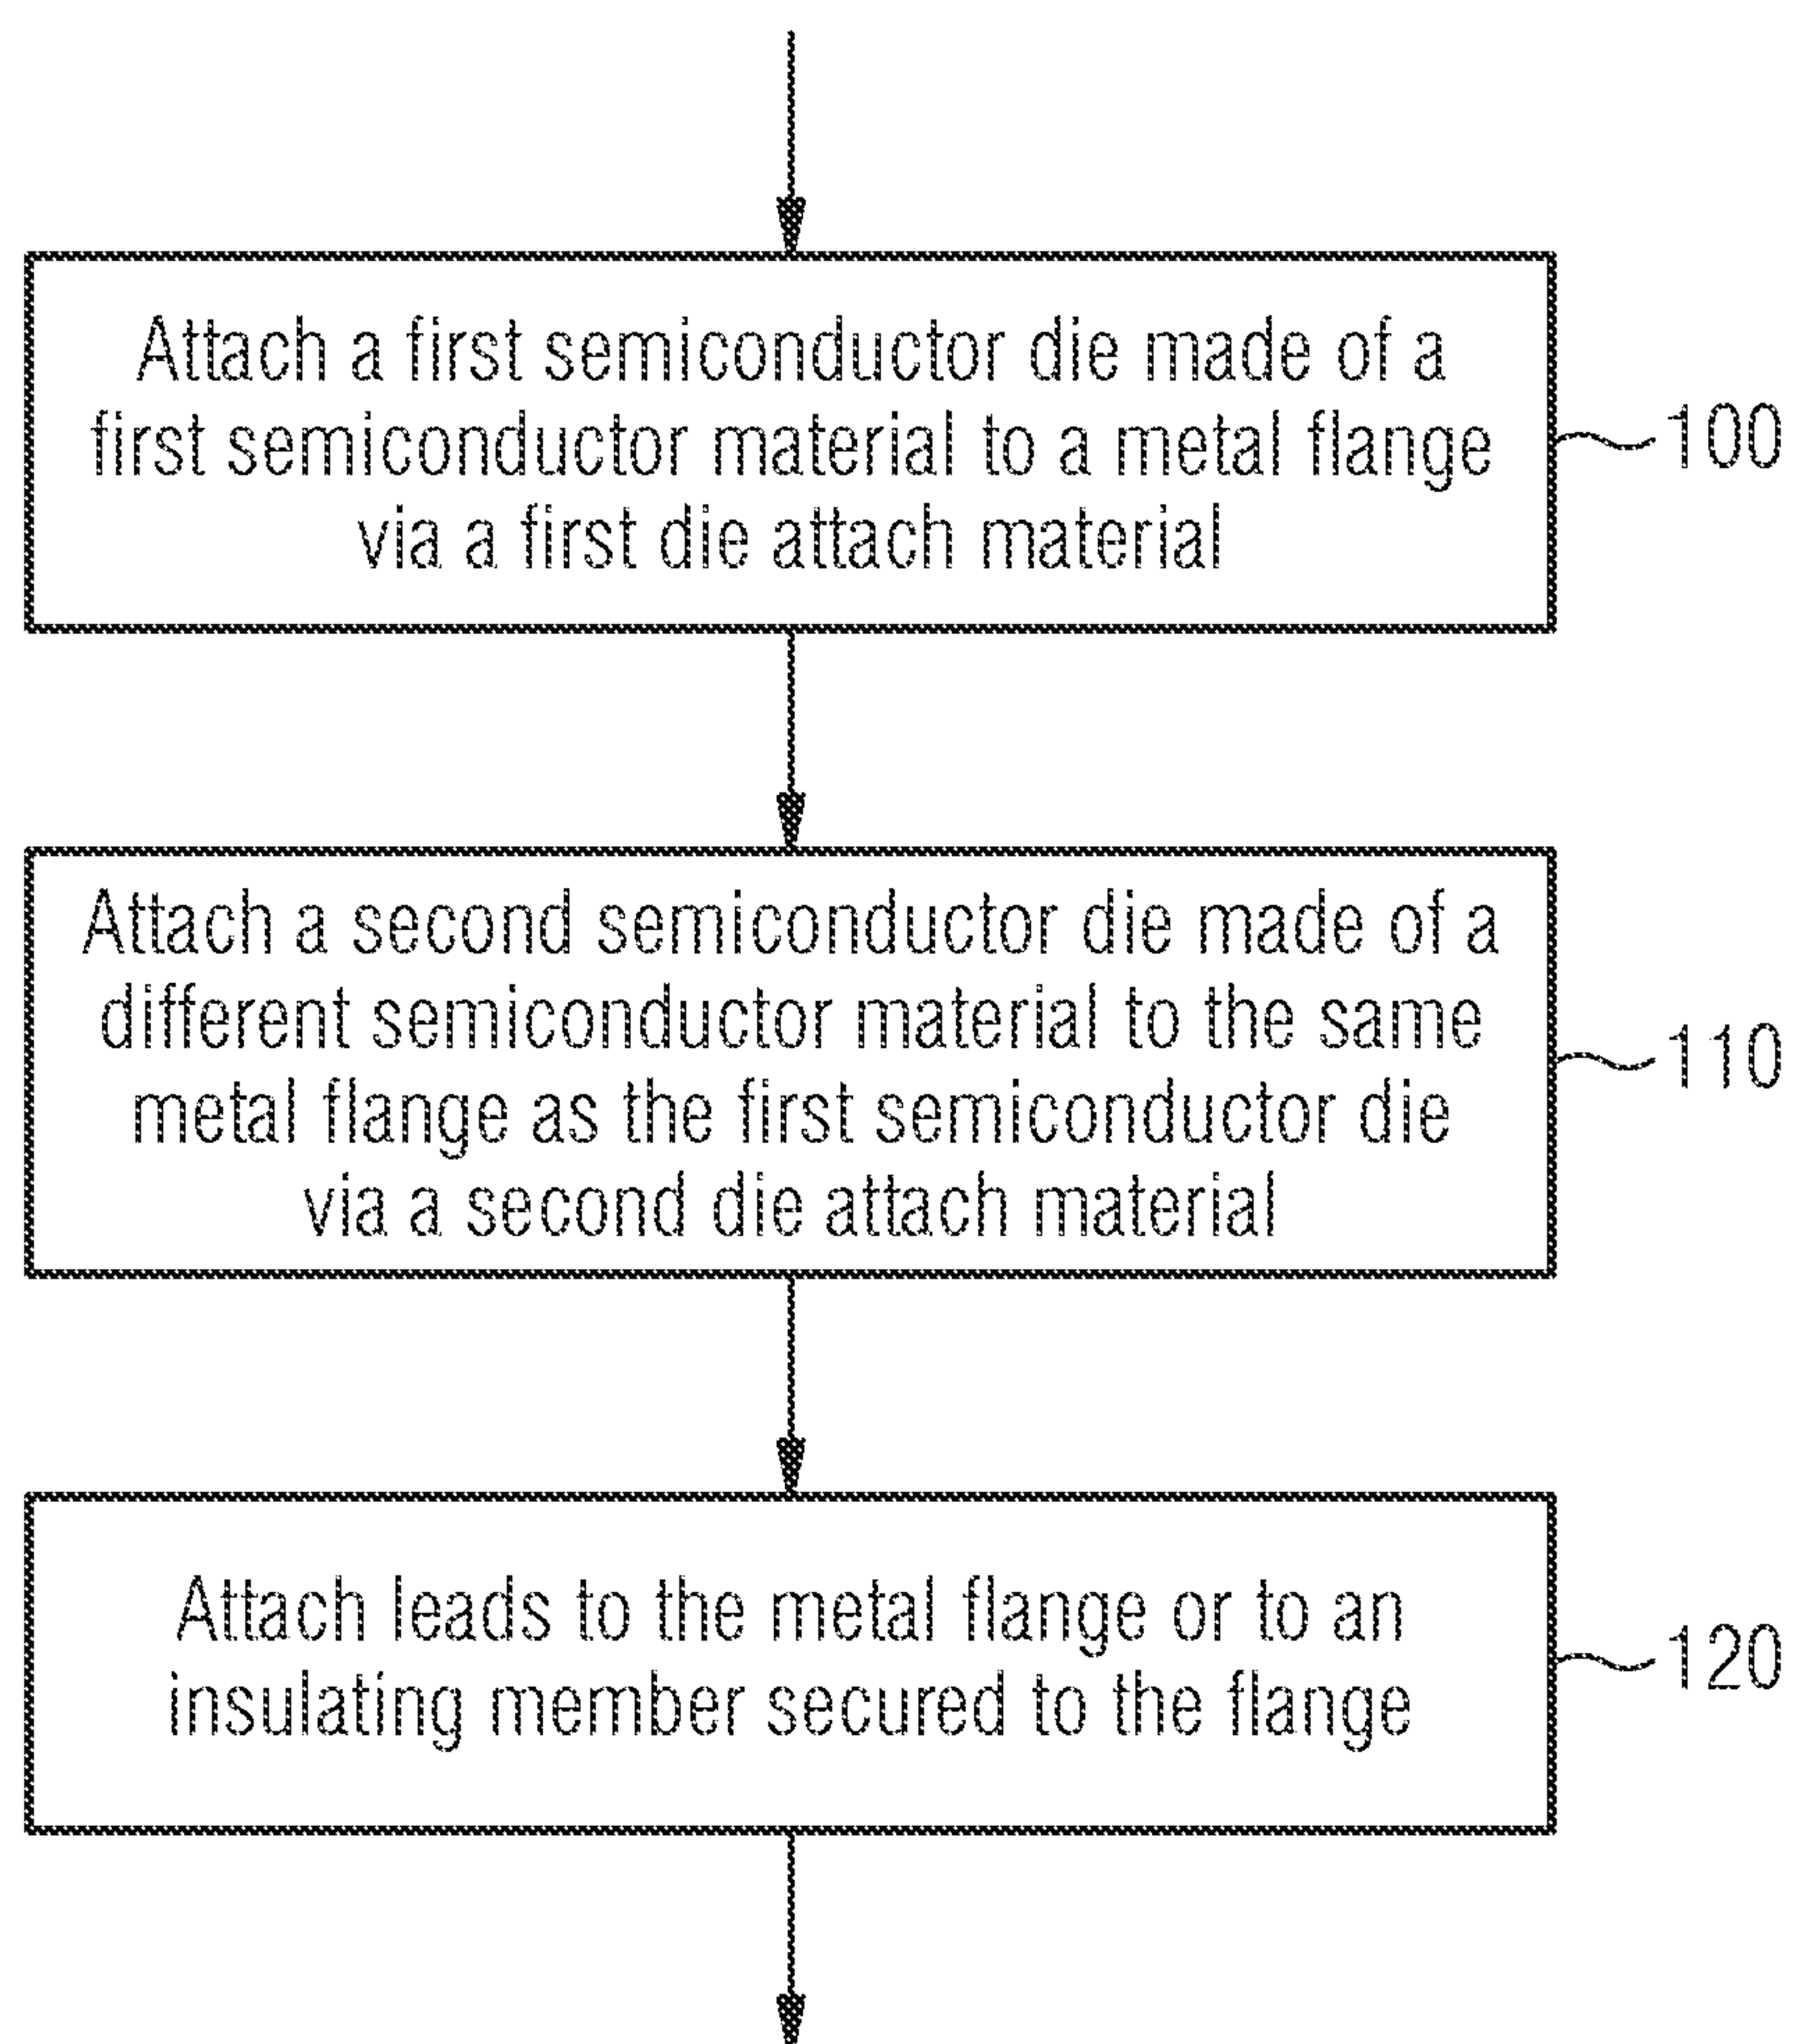 Attach a first semiconductor die made of a
first semiconductor material to a metal flange
via a first die attach material
100
Attach a second semiconductor die made of a
different semiconductor material to the same
metal flange as the first semiconductor die
via a second die attach material
110
Attach leads to the metal flange or to an
insulating member secured to the flange
120